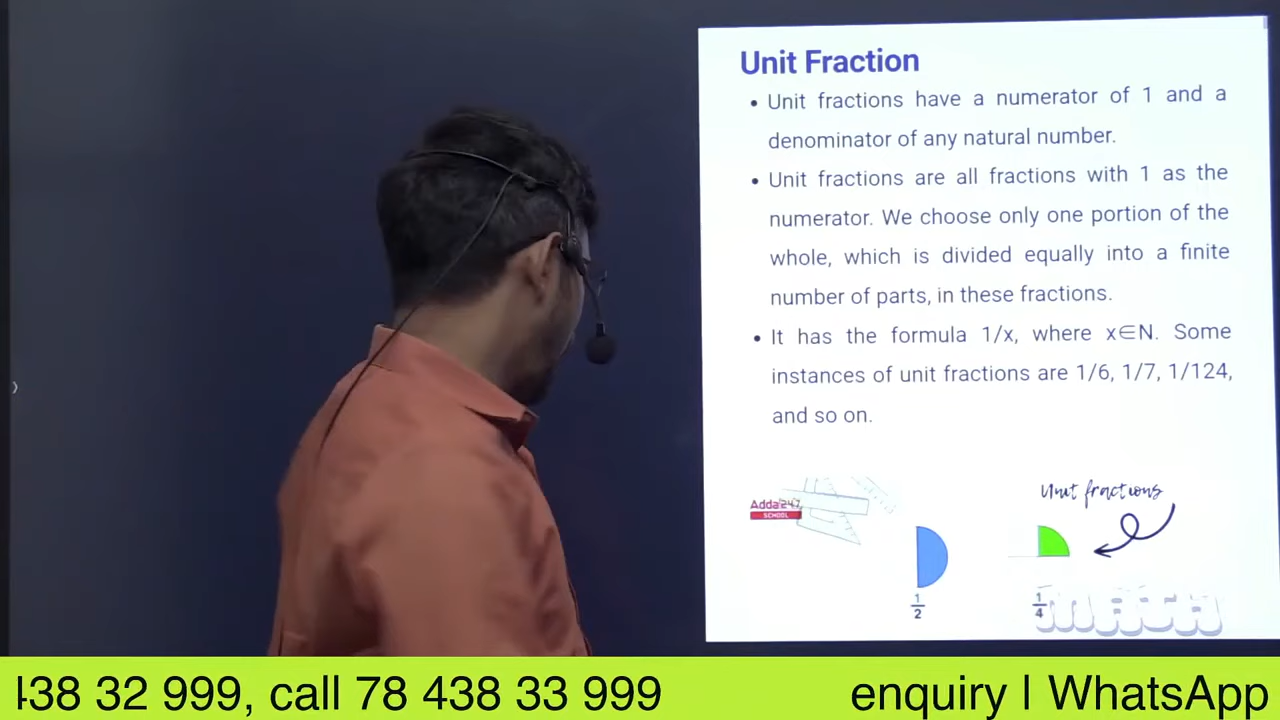 Unit Fraction
• Unit fractions have a numerator of 1 and a
denominator of any natural number.
• Unit fractions are all fractions with 1 as the
numerator. We choose only one portion of the
whole, which is divided equally into a finite
number of parts, in these fractions.
• It has the formula 1/x, where x∈N. Some
instances of unit fractions are 1/6, 1/7, 1/124,
and so on.
Unit fractions
Adda247
SCHOOL
1/2
1/4
MATH
438 32 999, call 78 438 33 999 enquiry I WhatsApp